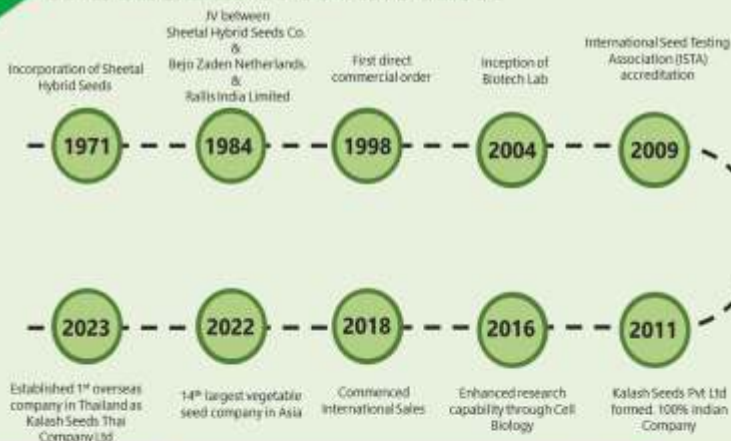 Incorporation of Sheetal
Hybrid Seeds
JV between
Sheetal Hybrid Seeds Co.
&
Bejo Zaden Netherlands.
&
Rallis India Limited
First direct
commercial order
Inception of
Biotech Lab
International Seed Testing
Association (ISTA)
accreditation
1971
1984
1998
2004
2009
2023
2022
2018
2016
2011
Established 1st overseas
company in Thailand as
Kalash Seeds Thai
Company Ltd
14th largest vegetable
seed company in Asia
Commenced
International Sales
Enhanced research
capability through Cell
Biology
Kalash Seeds Pvt Ltd
formed. 100% Indian
Company